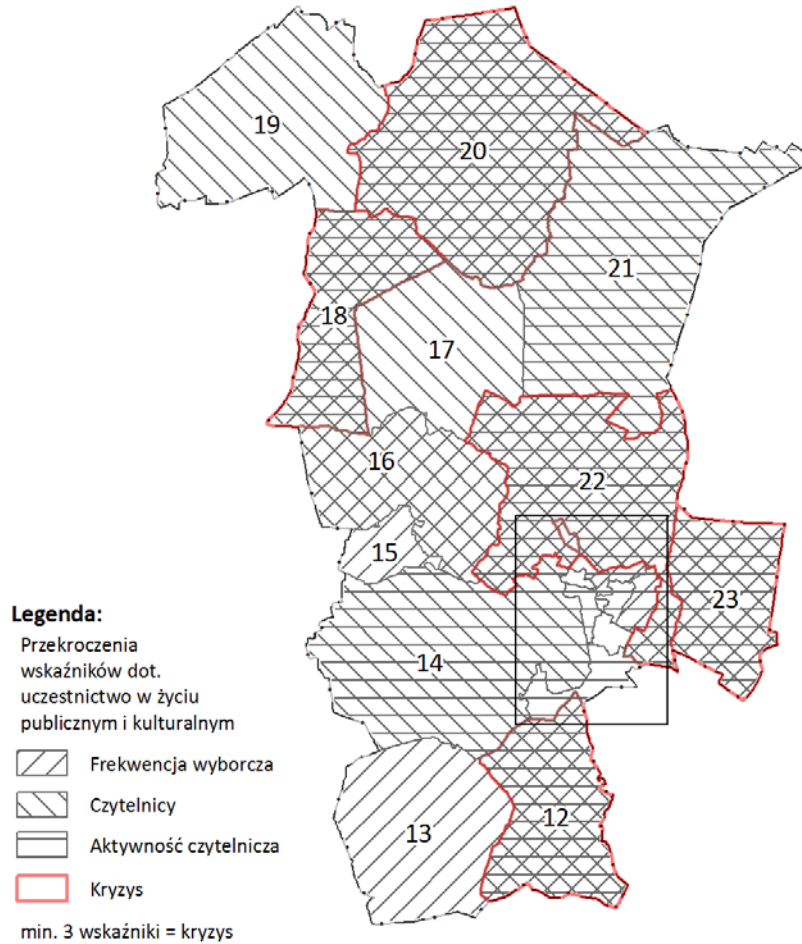 19
20
21
18
17
16
22
15
23
14
12
13
Legenda:
Przekroczenia
wskaźników dot.
uczestnictwo w życiu
publicznym i kulturalnym
Frekwencja wyborcza
Czytelnicy
Aktywność czytelnicza
Kryzys
min. 3 wskaźniki = kryzys